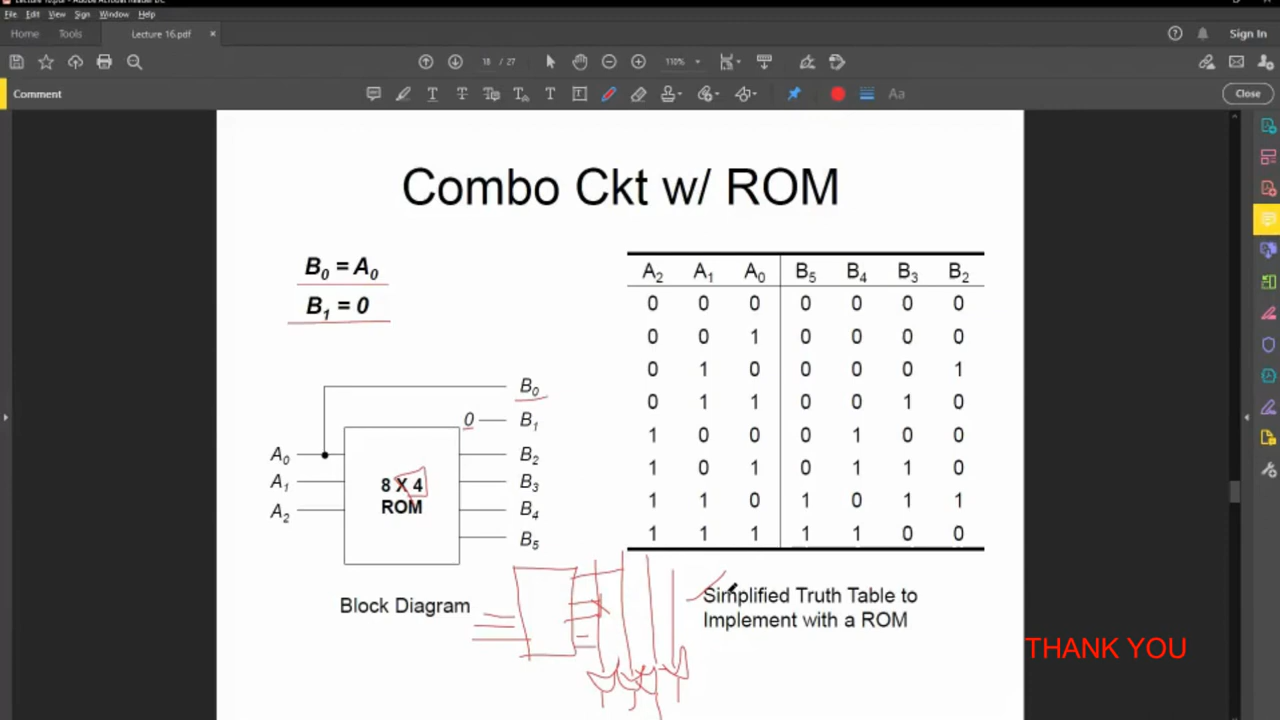 Lecture 16.pdf - Adobe Acrobat Reader DC
File Edit View Sign Window Help
Home Tools Lecture 16.pdf × Sign In
18 / 27 110%
Comment Aa Close
Combo Ckt w/ ROM
B0 = A0
B1 = 0
A2 A1 A0 B5 B4 B3 B2
0 0 0 0 0 0 0
0 0 1 0 0 0 0
0 1 0 0 0 0 1
0 1 1 0 0 1 0
1 0 0 0 1 0 0
1 0 1 0 1 1 0
1 1 0 1 0 1 1
1 1 1 1 1 0 0
B0
0 B1
A0 B2
A1 B3
A2 B4
B5
8 X 4
ROM
Block Diagram
Simplified Truth Table to
Implement with a ROM
THANK YOU